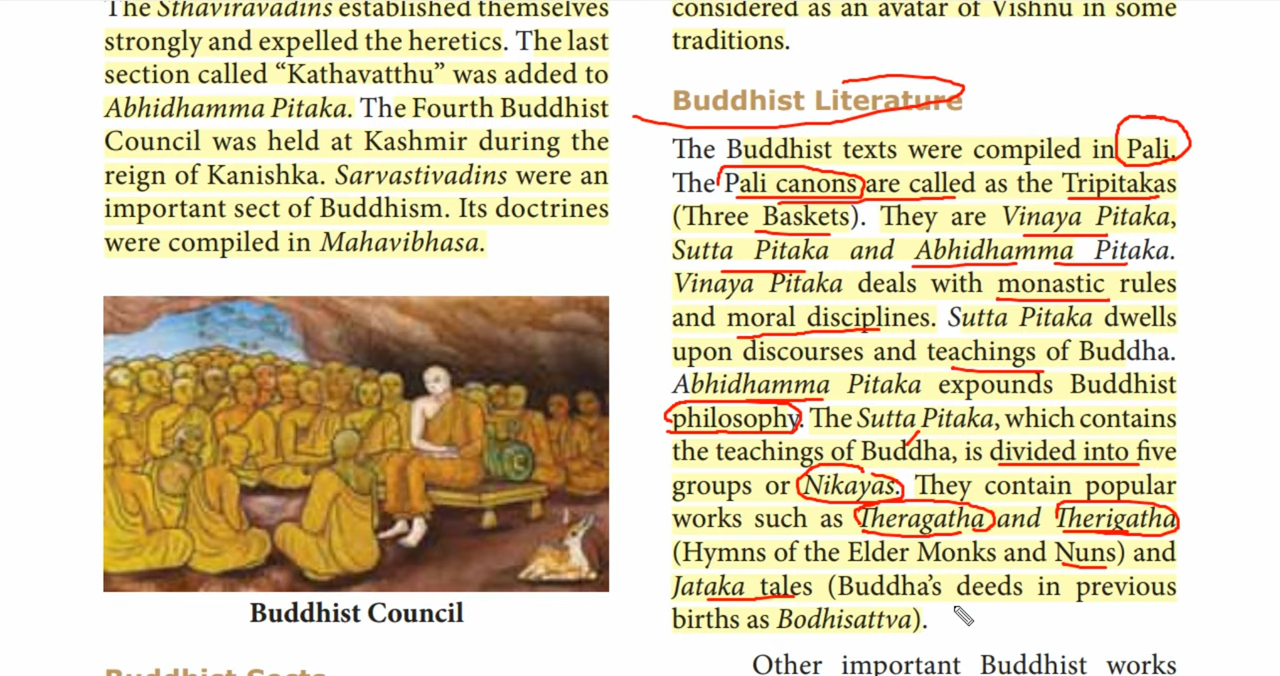 The Sthaviravadins established themselves
strongly and expelled the heretics. The last
section called “Kathavatthu” was added to
Abhidhamma Pitaka. The Fourth Buddhist
Council was held at Kashmir during the
reign of Kanishka. Sarvastivadins were an
important sect of Buddhism. Its doctrines
were compiled in Mahavibhasa.
Buddhist Council
Buddhist Sects
considered as an avatar of Vishnu in some
traditions.
Buddhist Literature
The Buddhist texts were compiled in Pali.
The Pali canons are called as the Tripitakas
(Three Baskets). They are Vinaya Pitaka,
Sutta Pitaka and Abhidhamma Pitaka.
Vinaya Pitaka deals with monastic rules
and moral disciplines. Sutta Pitaka dwells
upon discourses and teachings of Buddha.
Abhidhamma Pitaka expounds Buddhist
philosophy. The Sutta Pitaka, which contains
the teachings of Buddha, is divided into five
groups or Nikayas. They contain popular
works such as Theragatha and Therigatha
(Hymns of the Elder Monks and Nuns) and
Jataka tales (Buddha’s deeds in previous
births as Bodhisattva).
Other important Buddhist works